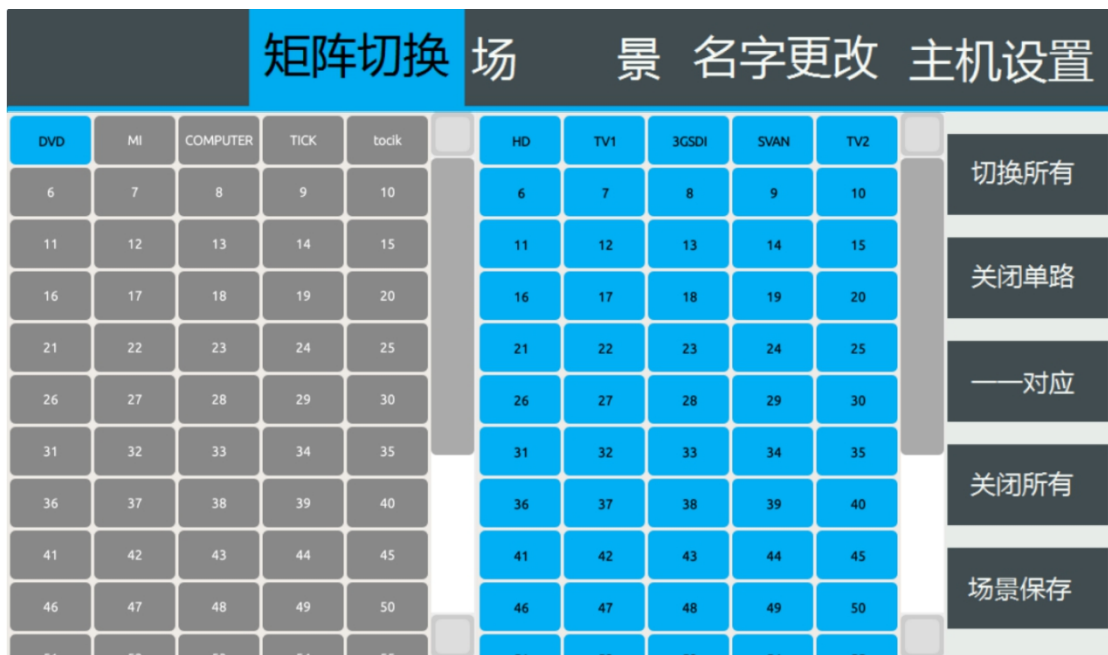 矩阵切换 场 景 名字更改 主机设置
DVD MI COMPUTER TICK tocik HD TV1 3GSDI SVAN TV2
切换所有
6 7 8 9 10 6 7 8 9 10
11 12 13 14 15 11 12 13 14 15
关闭单路
16 17 18 19 20 16 17 18 19 20
21 22 23 24 25 21 22 23 24 25
一一对应
26 27 28 29 30 26 27 28 29 30
31 32 33 34 35 31 32 33 34 35
关闭所有
36 37 38 39 40 36 37 38 39 40
41 42 43 44 45 41 42 43 44 45
场景保存
46 47 48 49 50 46 47 48 49 50